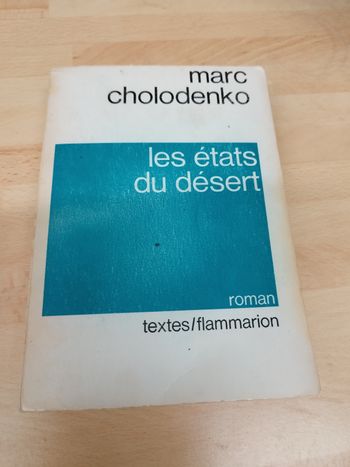 marc
cholodenko
les états
du désert
roman
textes/flammarion